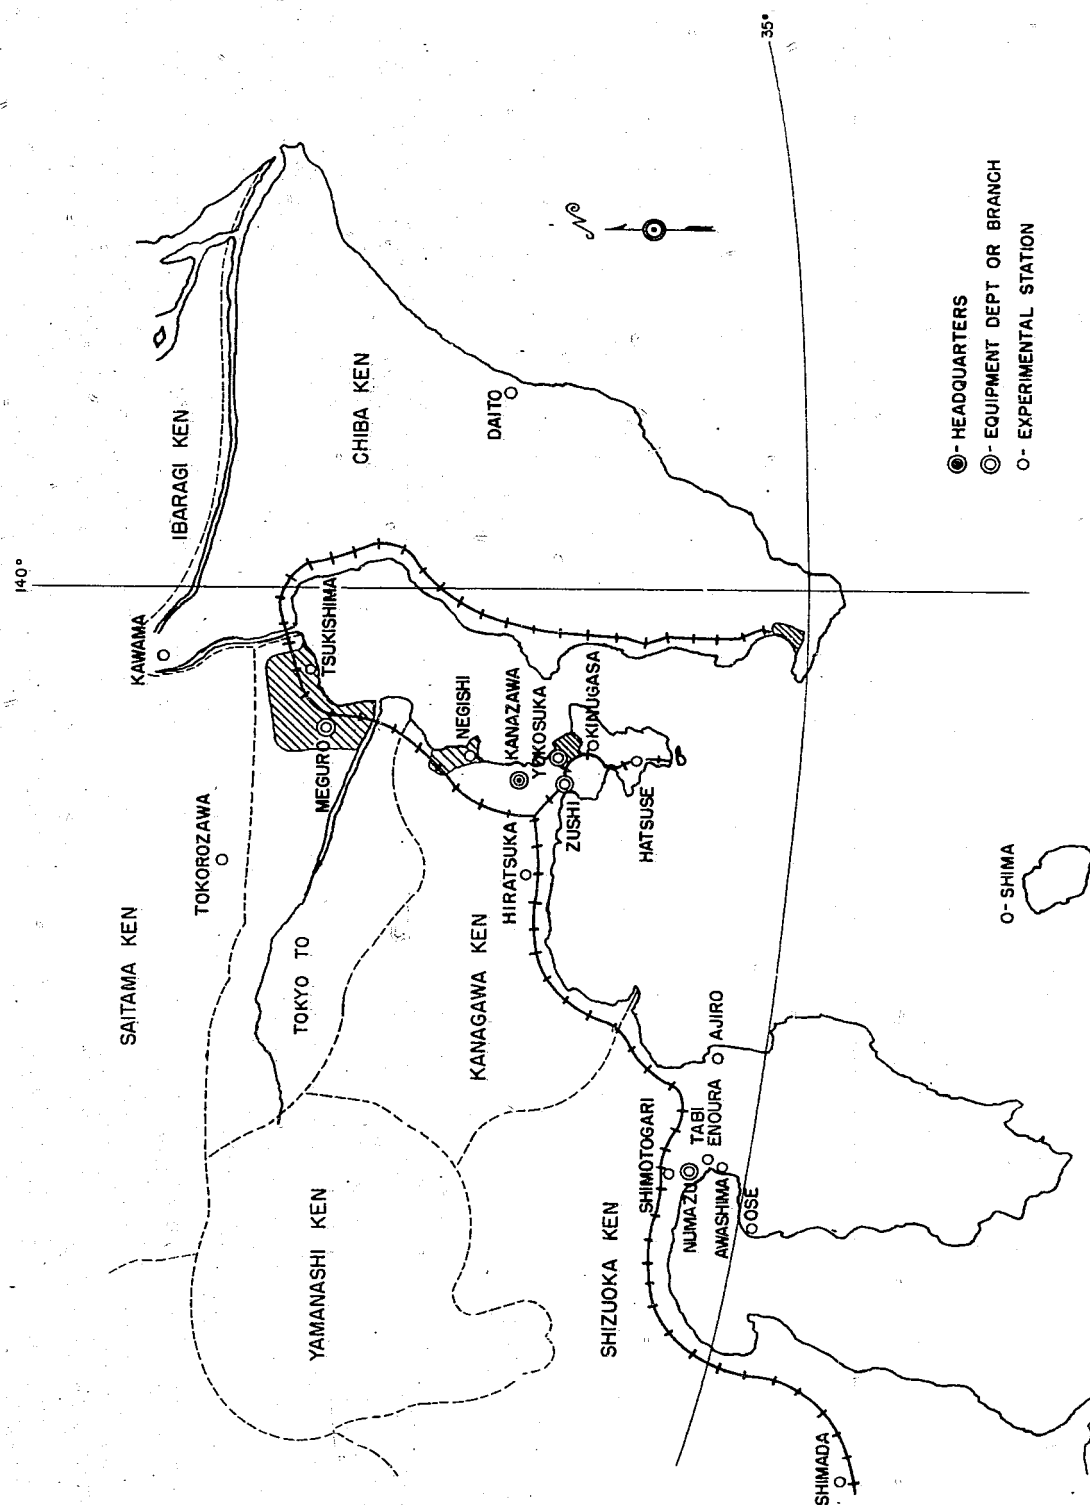 140°
35°
IBARAGI KEN
CHIBA KEN
SAITAMA KEN
TOKYO TO
KANAGAWA KEN
YAMANASHI KEN
SHIZUOKA KEN
KAWAMA
TSUKISHIMA
MEGURO
TOKOROZAWA
DAITO
NEGISHI
KANAZAWA
YOKOSUKA
KINUGASA
ZUSHI
HATSUSE
HIRATSUKA
O-SHIMA
AJIRO
SHIMOTOGARI
TABI
ENOURA
NUMAZU
AWASHIMA
OSE
SHIMADA
N
- HEADQUARTERS
- EQUIPMENT DEPT OR BRANCH
- EXPERIMENTAL STATION